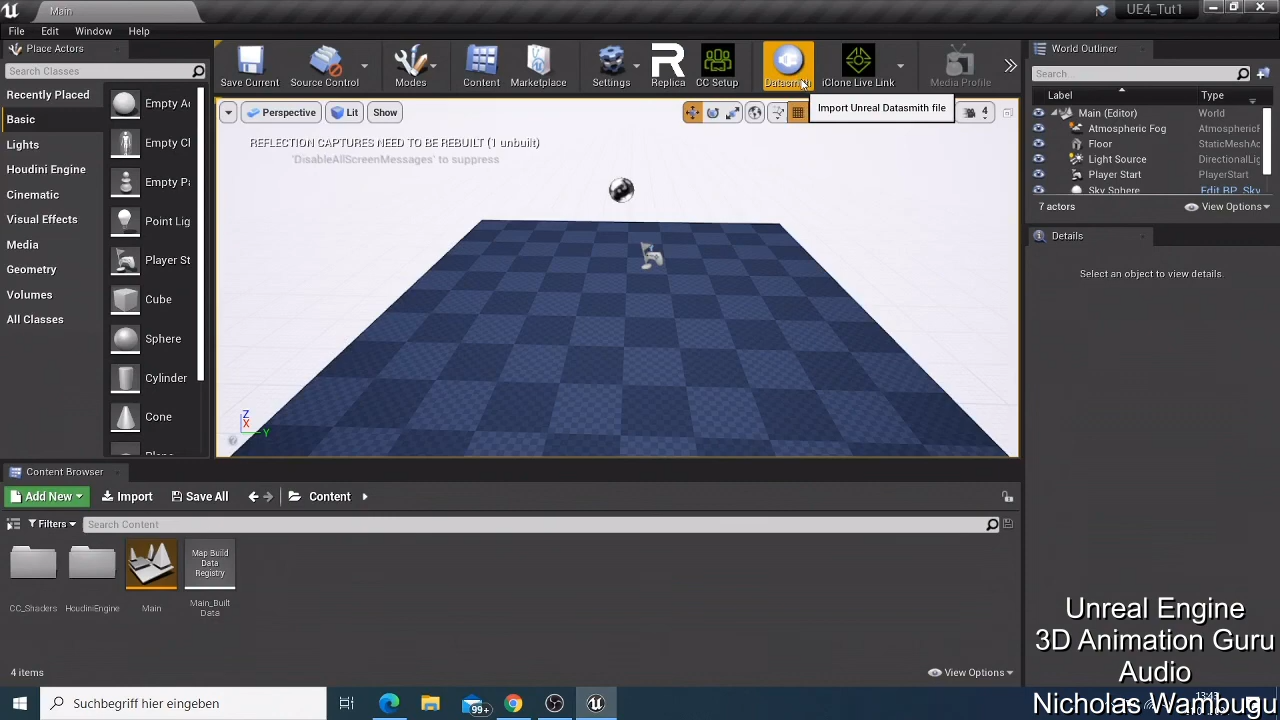 Main
UE4_Tut1
File
Edit
Window
Help
Place Actors
World Outliner
Search Classes
Save Current
Source Control
Modes
Content
Marketplace
Settings
Replica
CC Setup
iClone Live Link
Media Profile
Import Unreal Datasmith file
Search...
Label
Type
Recently Placed
Basic
Lights
Houdini Engine
Cinematic
Visual Effects
Media
Geometry
Volumes
All Classes
Empty
Empty
Empty
Point
Player
Cube
Sphere
Cylinder
Cone
Perspective
Lit
Show
4
REFLECTION CAPTURES NEED TO BE REBUILT (1 unbuilt)
'DisableAllScreenMessages' to suppress
Z
X
Y
Main (Editor)
World
Atmospheric Fog
Floor
Light Source
Player Start
PlayerStart
Sky Sphere
Edit BP_Sky
7 actors
View Options
Details
Select an object to view details.
Content Browser
Add New
Import
Save All
Content
Filters
Search Content
CC_Shaders
HoudiniEngine
Main
Map Build
Data
Registry
Main_Built
Data
4 items
View Options
Unreal Engine
3D Animation Guru
Audio
Nicholas Wambugu
Suchbegriff hier eingeben
99+